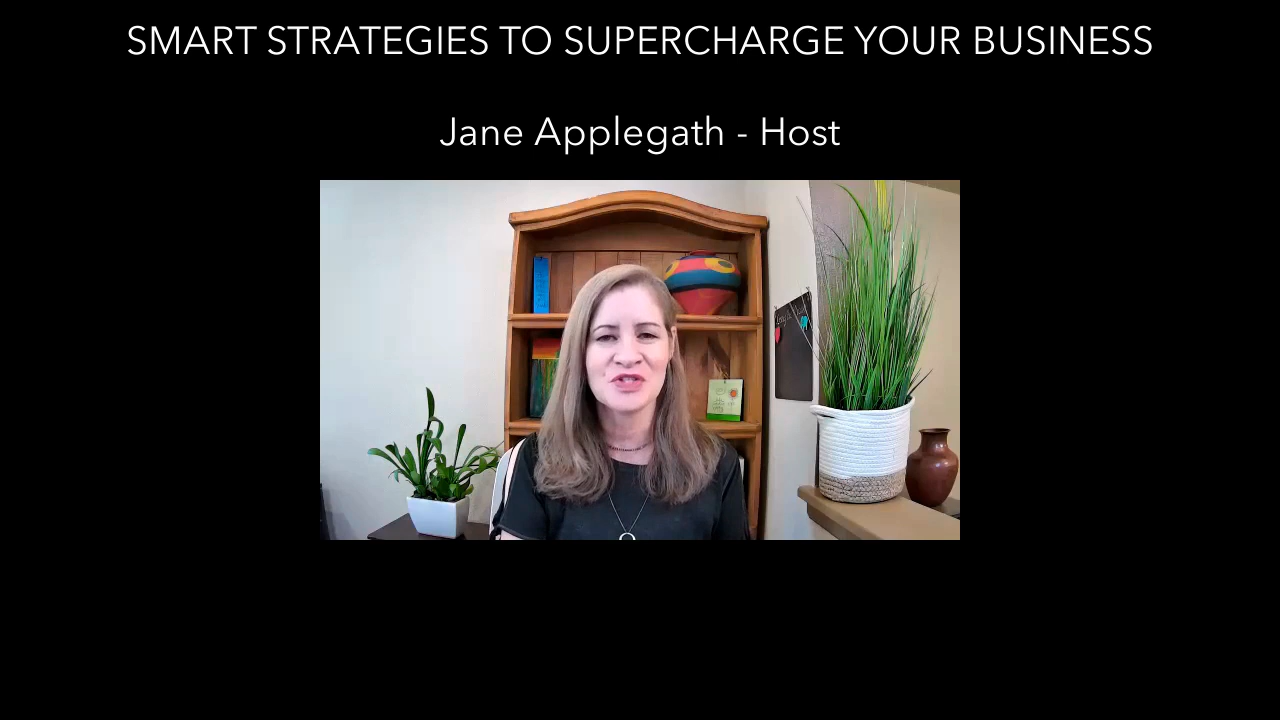 SMART STRATEGIES TO SUPERCHARGE YOUR BUSINESS
Jane Applegath - Host